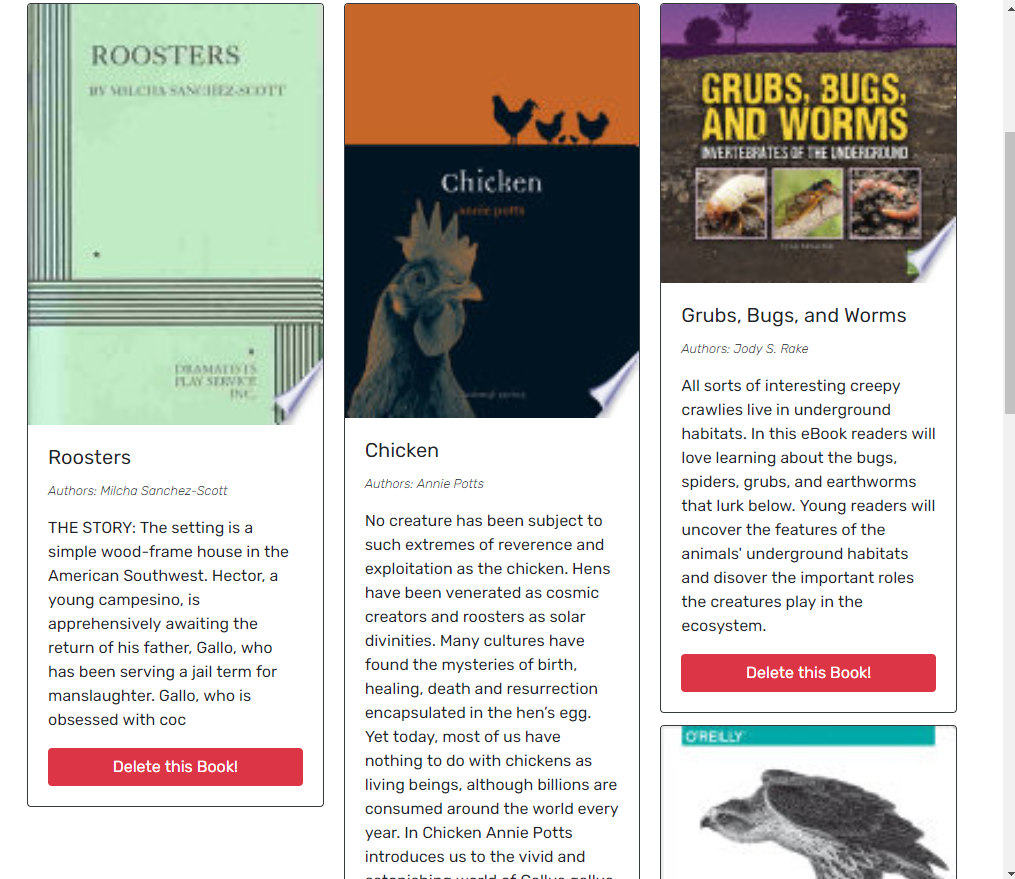 ROOSTERS
BY MILCHA SANCHEZ-SCOTT
DRAMATISTS
PLAY SERVICE
INC.
Roosters
Authors: Milcha Sanchez-Scott
THE STORY: The setting is a
simple wood-frame house in the
American Southwest. Hector, a
young campesino, is
apprehensively awaiting the
return of his father, Gallo, who
has been serving a jail term for
manslaughter. Gallo, who is
obsessed with coc
Delete this Book!
Chicken
annie potts
Chicken
Authors: Annie Potts
No creature has been subject to
such extremes of reverence and
exploitation as the chicken. Hens
have been venerated as cosmic
creators and roosters as solar
divinities. Many cultures have
found the mysteries of birth,
healing, death and resurrection
encapsulated in the hen’s egg.
Yet today, most of us have
nothing to do with chickens as
living beings, although billions are
consumed around the world every
year. In Chicken Annie Potts
introduces us to the vivid and
astonishing world of Gallus gallus
GRUBS, BUGS,
AND WORMS
INVERTEBRATES OF THE UNDERGROUND
Grubs, Bugs, and Worms
Authors: Jody S. Rake
All sorts of interesting creepy
crawlies live in underground
habitats. In this eBook readers will
love learning about the bugs,
spiders, grubs, and earthworms
that lurk below. Young readers will
uncover the features of the
animals' underground habitats
and disover the important roles
the creatures play in the
ecosystem.
Delete this Book!
O'REILLY